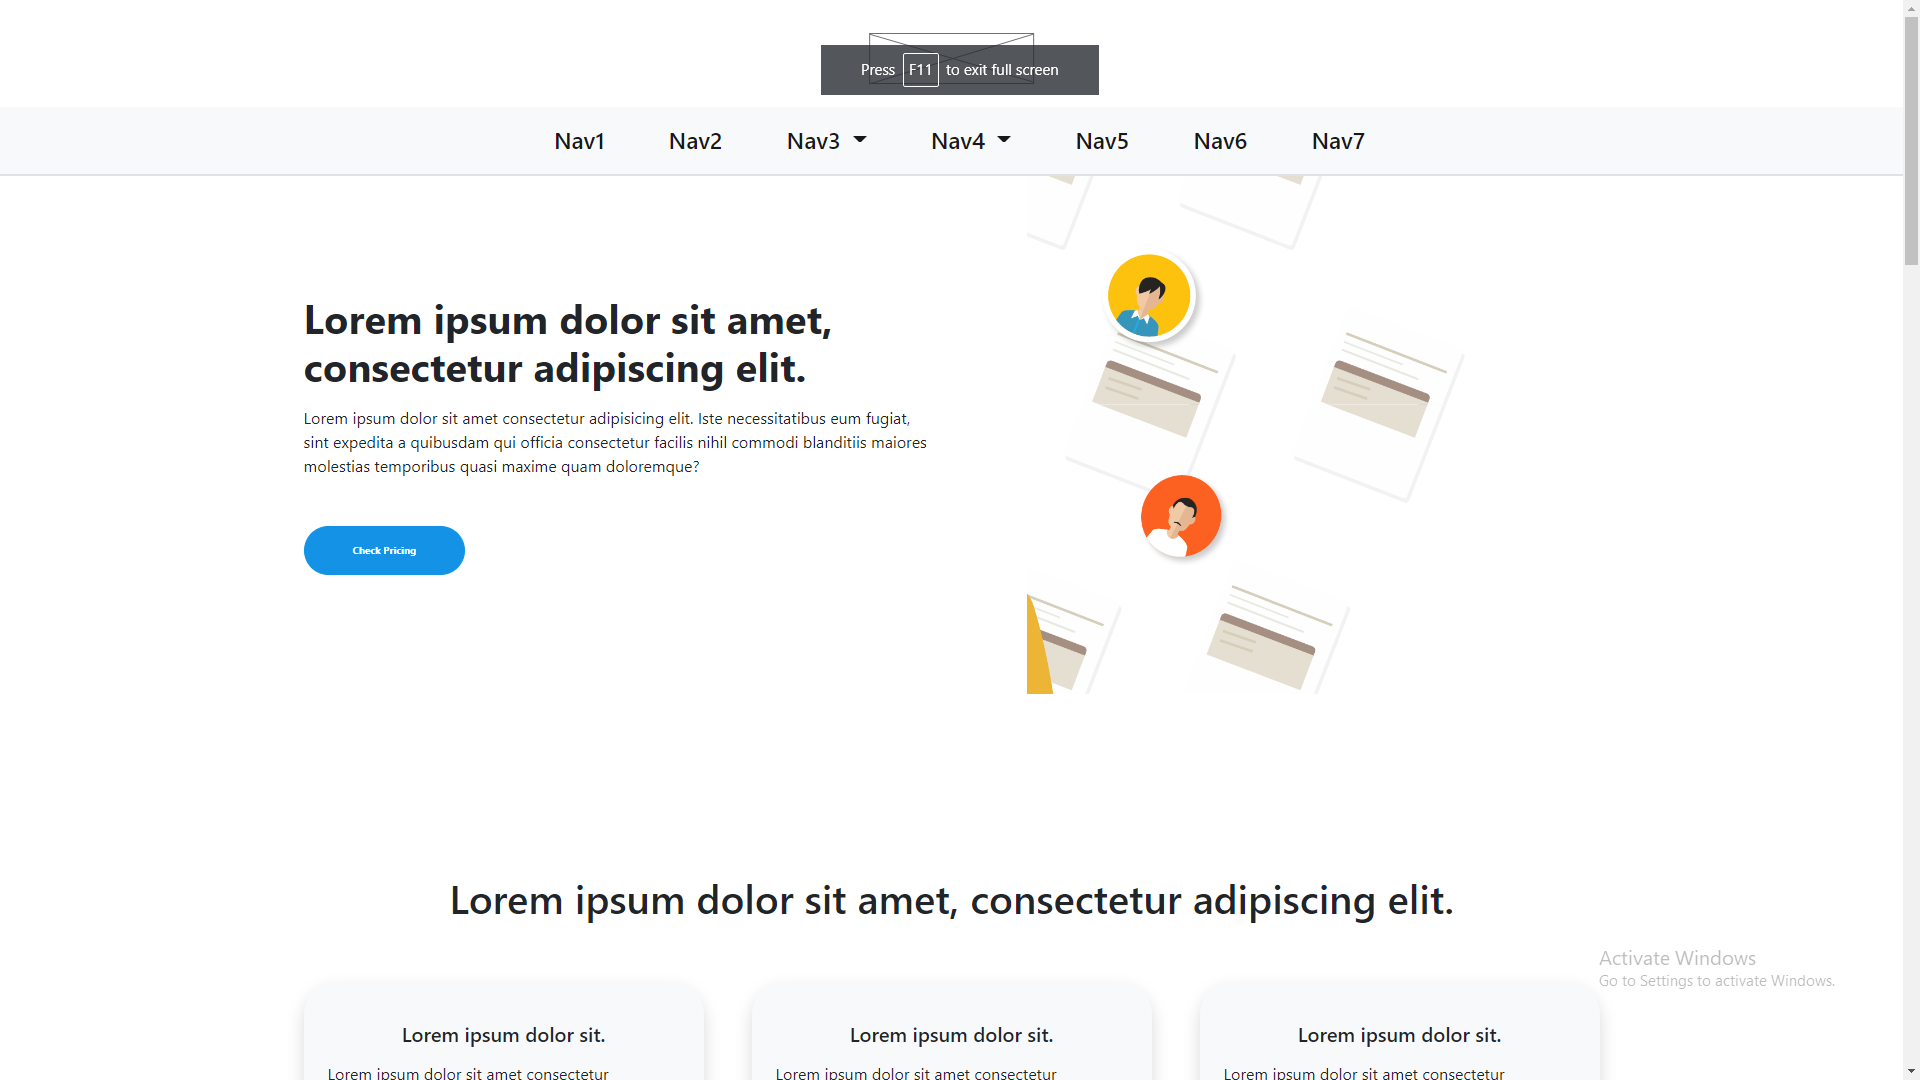 Press F11 to exit full screen
Nav1 Nav2 Nav3 Nav4 Nav5 Nav6 Nav7
Lorem ipsum dolor sit amet,
consectetur adipiscing elit.
Lorem ipsum dolor sit amet consectetur adipisicing elit. Iste necessitatibus eum fugiat,
sint expedita a quibusdam qui officia consectetur facilis nihil commodi blanditiis maiores
molestias temporibus quasi maxime quam doloremque?
Check Pricing
Lorem ipsum dolor sit amet, consectetur adipiscing elit.
Activate Windows
Go to Settings to activate Windows.
Lorem ipsum dolor sit.
Lorem ipsum dolor sit amet consectetur
Lorem ipsum dolor sit.
Lorem ipsum dolor sit amet consectetur
Lorem ipsum dolor sit.
Lorem ipsum dolor sit amet consectetur